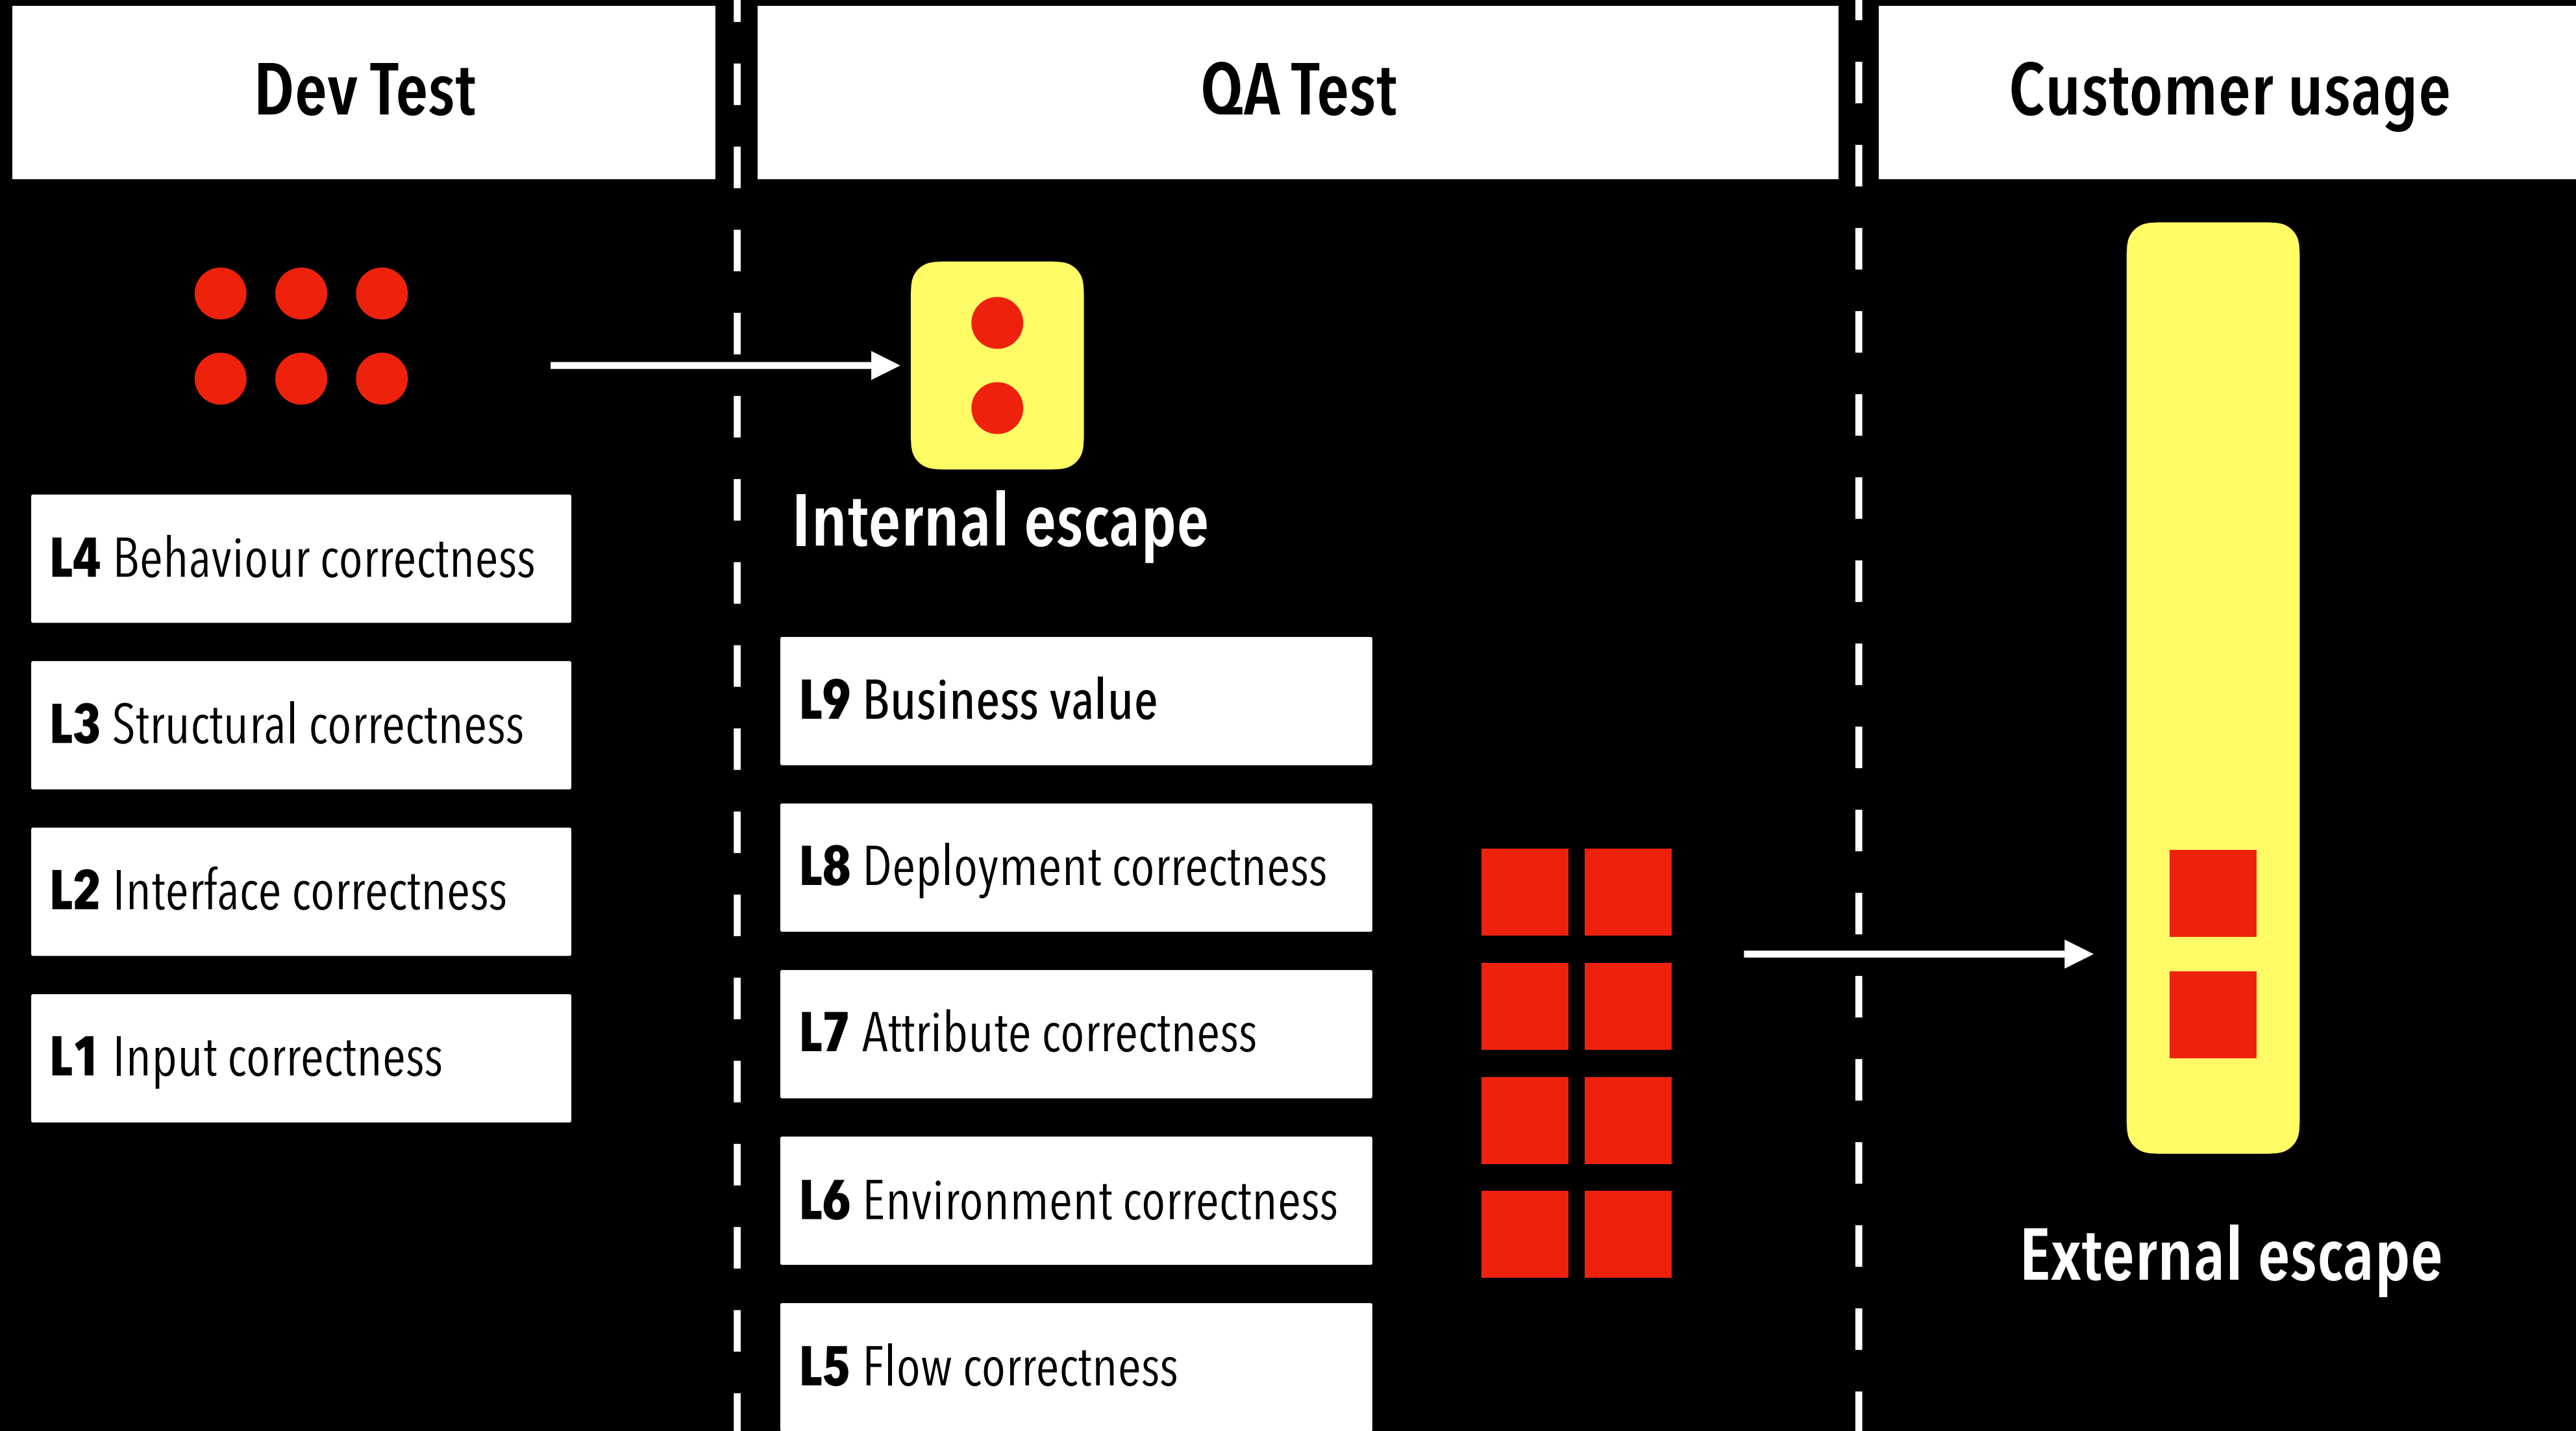 Dev Test
QA Test
Customer usage
L4 Behaviour correctness
L3 Structural correctness
L2 Interface correctness
L1 Input correctness
Internal escape
L9 Business value
L8 Deployment correctness
L7 Attribute correctness
L6 Environment correctness
L5 Flow correctness
External escape